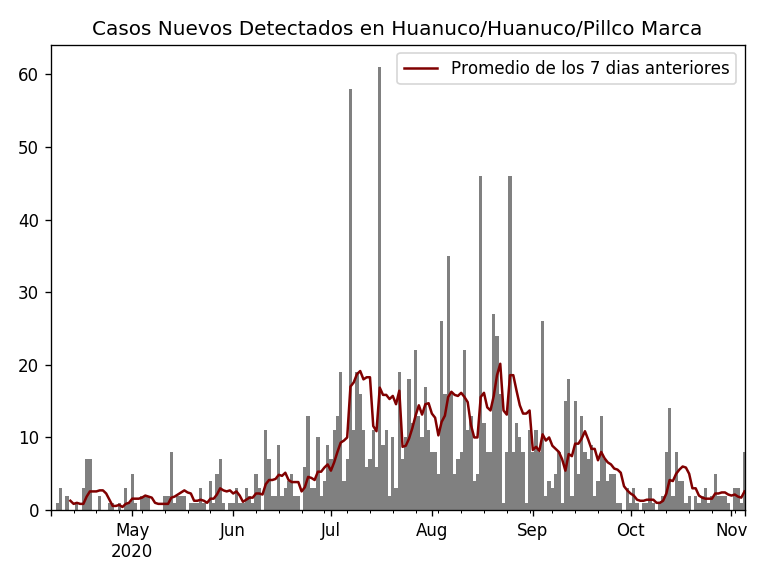 Casos Nuevos Detectados en Huanuco/Huanuco/Pillco Marca
Promedio de los 7 dias anteriores
60
50
40
30
20
10
0
May Jun Jul Aug Sep Oct Nov
2020